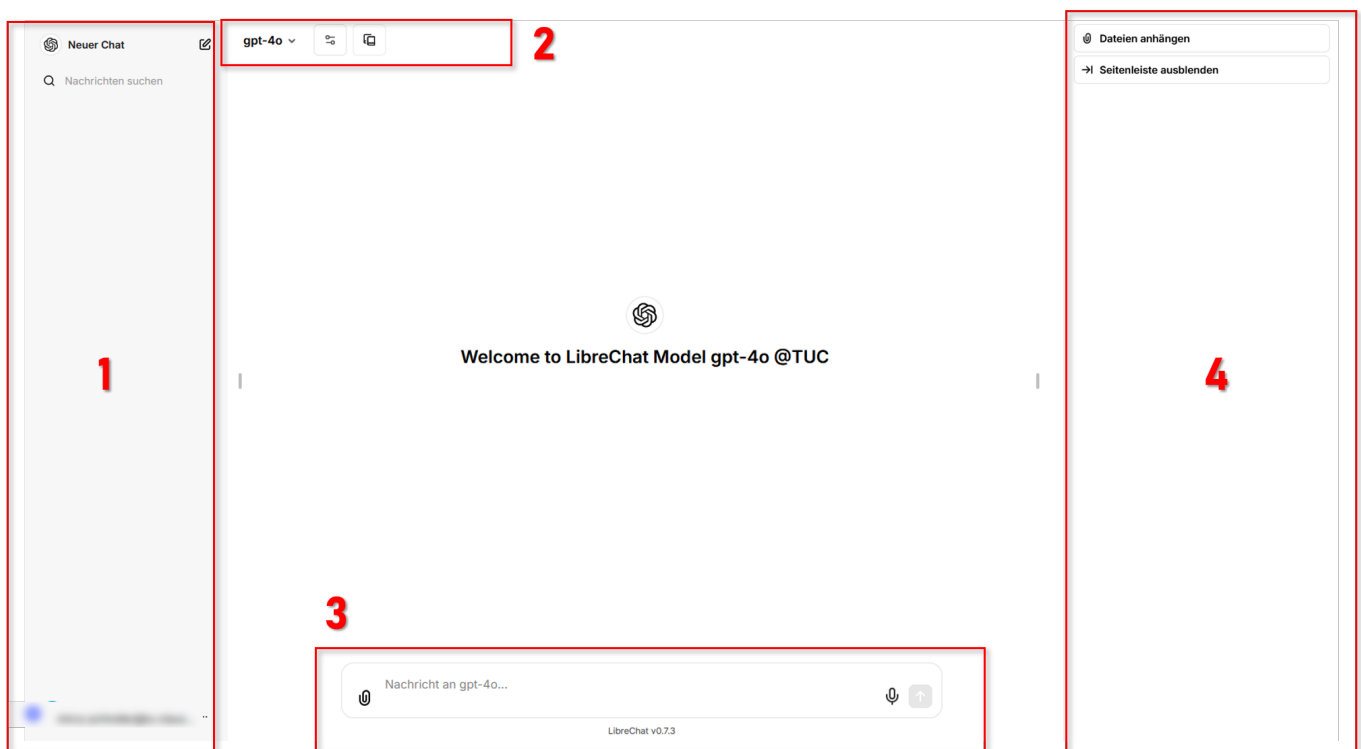 Neuer Chat
Nachrichten suchen
1
gpt-4o
2
Welcome to LibreChat Model gpt-4o @TUC
3
Nachricht an gpt-4o...
LibreChat v0.7.3
Dateien anhängen
Seitenleiste ausblenden
4